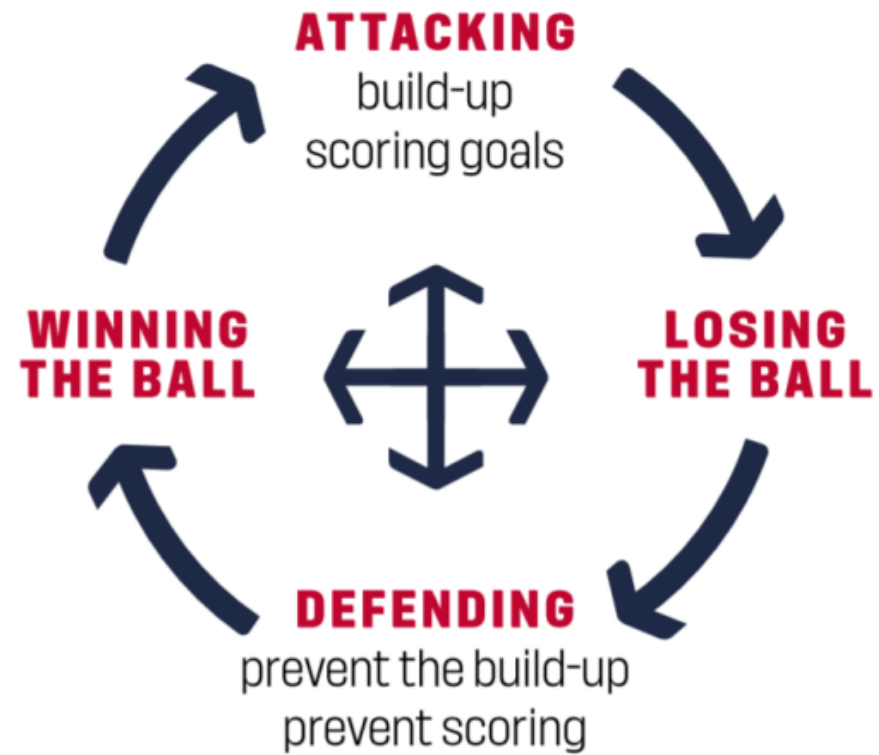 ATTACKING
build-up
scoring goals
WINNING
THE BALL
LOSING
THE BALL
DEFENDING
prevent the build-up
prevent scoring